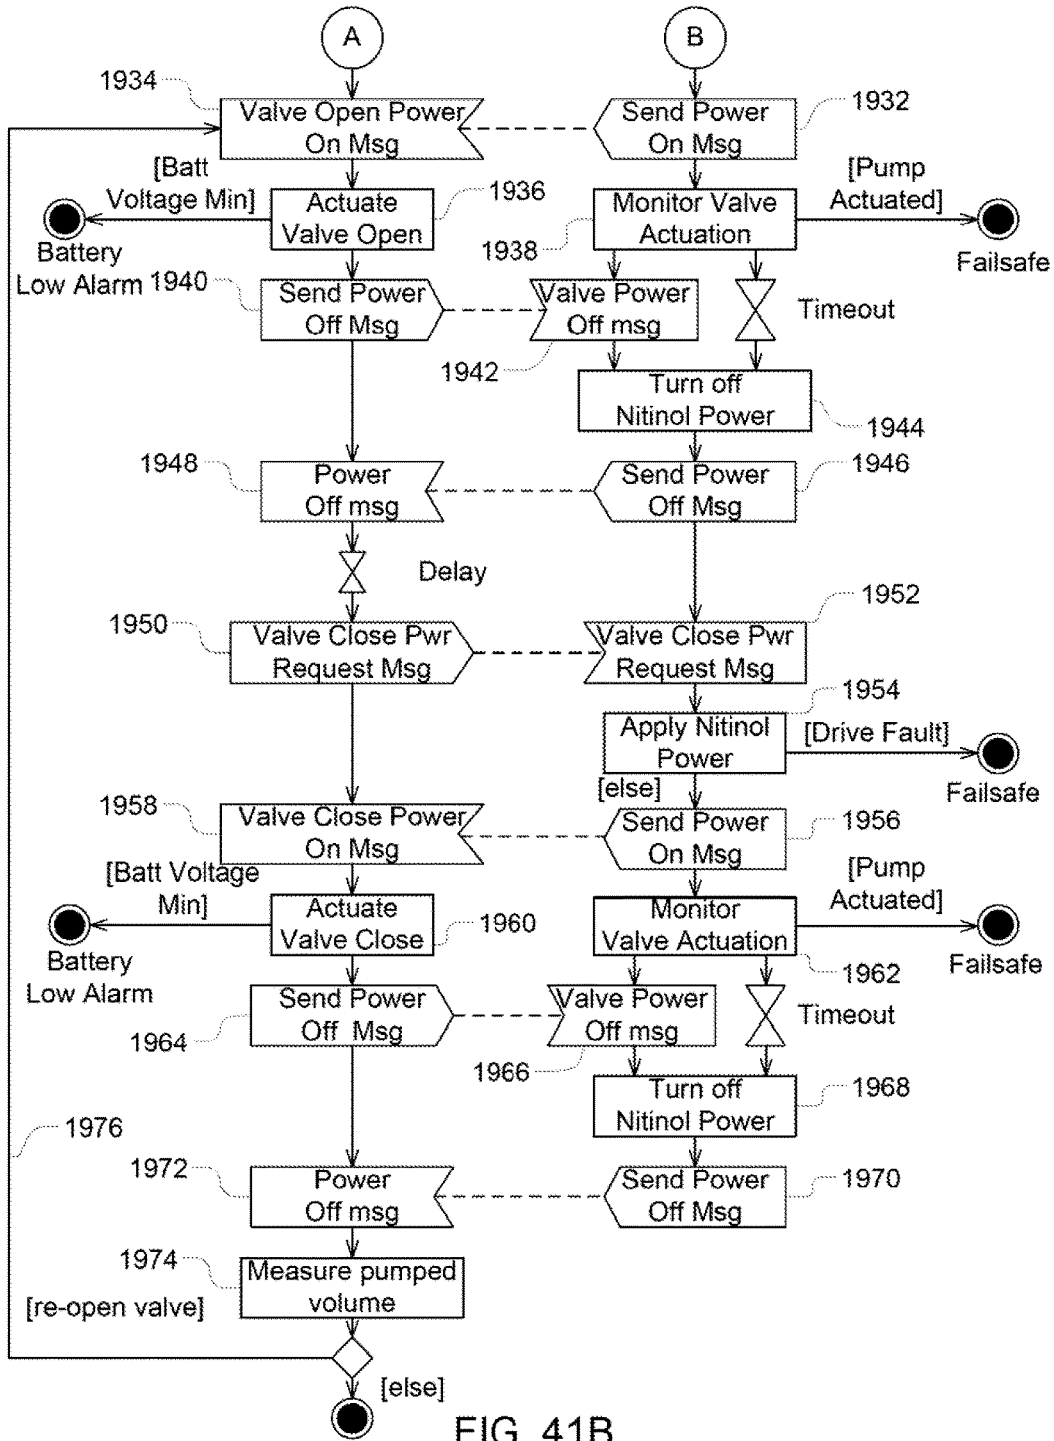 A
B
1934
Valve Open Power
On Msg
Send Power
On Msg
1932
[Batt
Voltage Min]
Actuate
Valve Open
1936
Monitor Valve
Actuation
1938
[Pump
Actuated]
Battery
Low Alarm
Failsafe
1940
Send Power
Off Msg
Valve Power
Off msg
Timeout
1942
Turn off
Nitinol Power
1944
1948
Power
Off msg
Send Power
Off Msg
1946
Delay
1950
Valve Close Pwr
Request Msg
Valve Close Pwr
Request Msg
1952
1954
Apply Nitinol
Power
[Drive Fault]
Failsafe
[else]
1958
Valve Close Power
On Msg
Send Power
On Msg
1956
[Batt Voltage
Min]
Actuate
Valve Close
1960
Monitor
Valve Actuation
1962
[Pump
Actuated]
Battery
Low Alarm
Failsafe
Send Power
Off Msg
1964
Valve Power
Off msg
Timeout
1966
Turn off
Nitinol Power
1968
1976
1972
Power
Off msg
Send Power
Off Msg
1970
1974
Measure pumped
volume
[re-open valve]
[else]
FIG. 41B